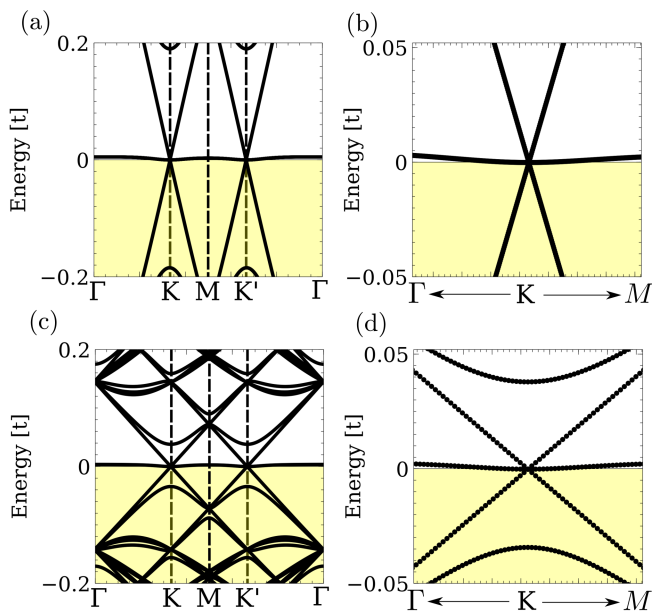 (a)
0.2
0
−0.2
Energy [t]
Γ K M K' Γ
(b)
0.05
0
−0.05
Energy [t]
Γ K M
(c)
0.2
0
−0.2
Energy [t]
Γ K M K' Γ
(d)
0.05
0
−0.05
Energy [t]
Γ K M